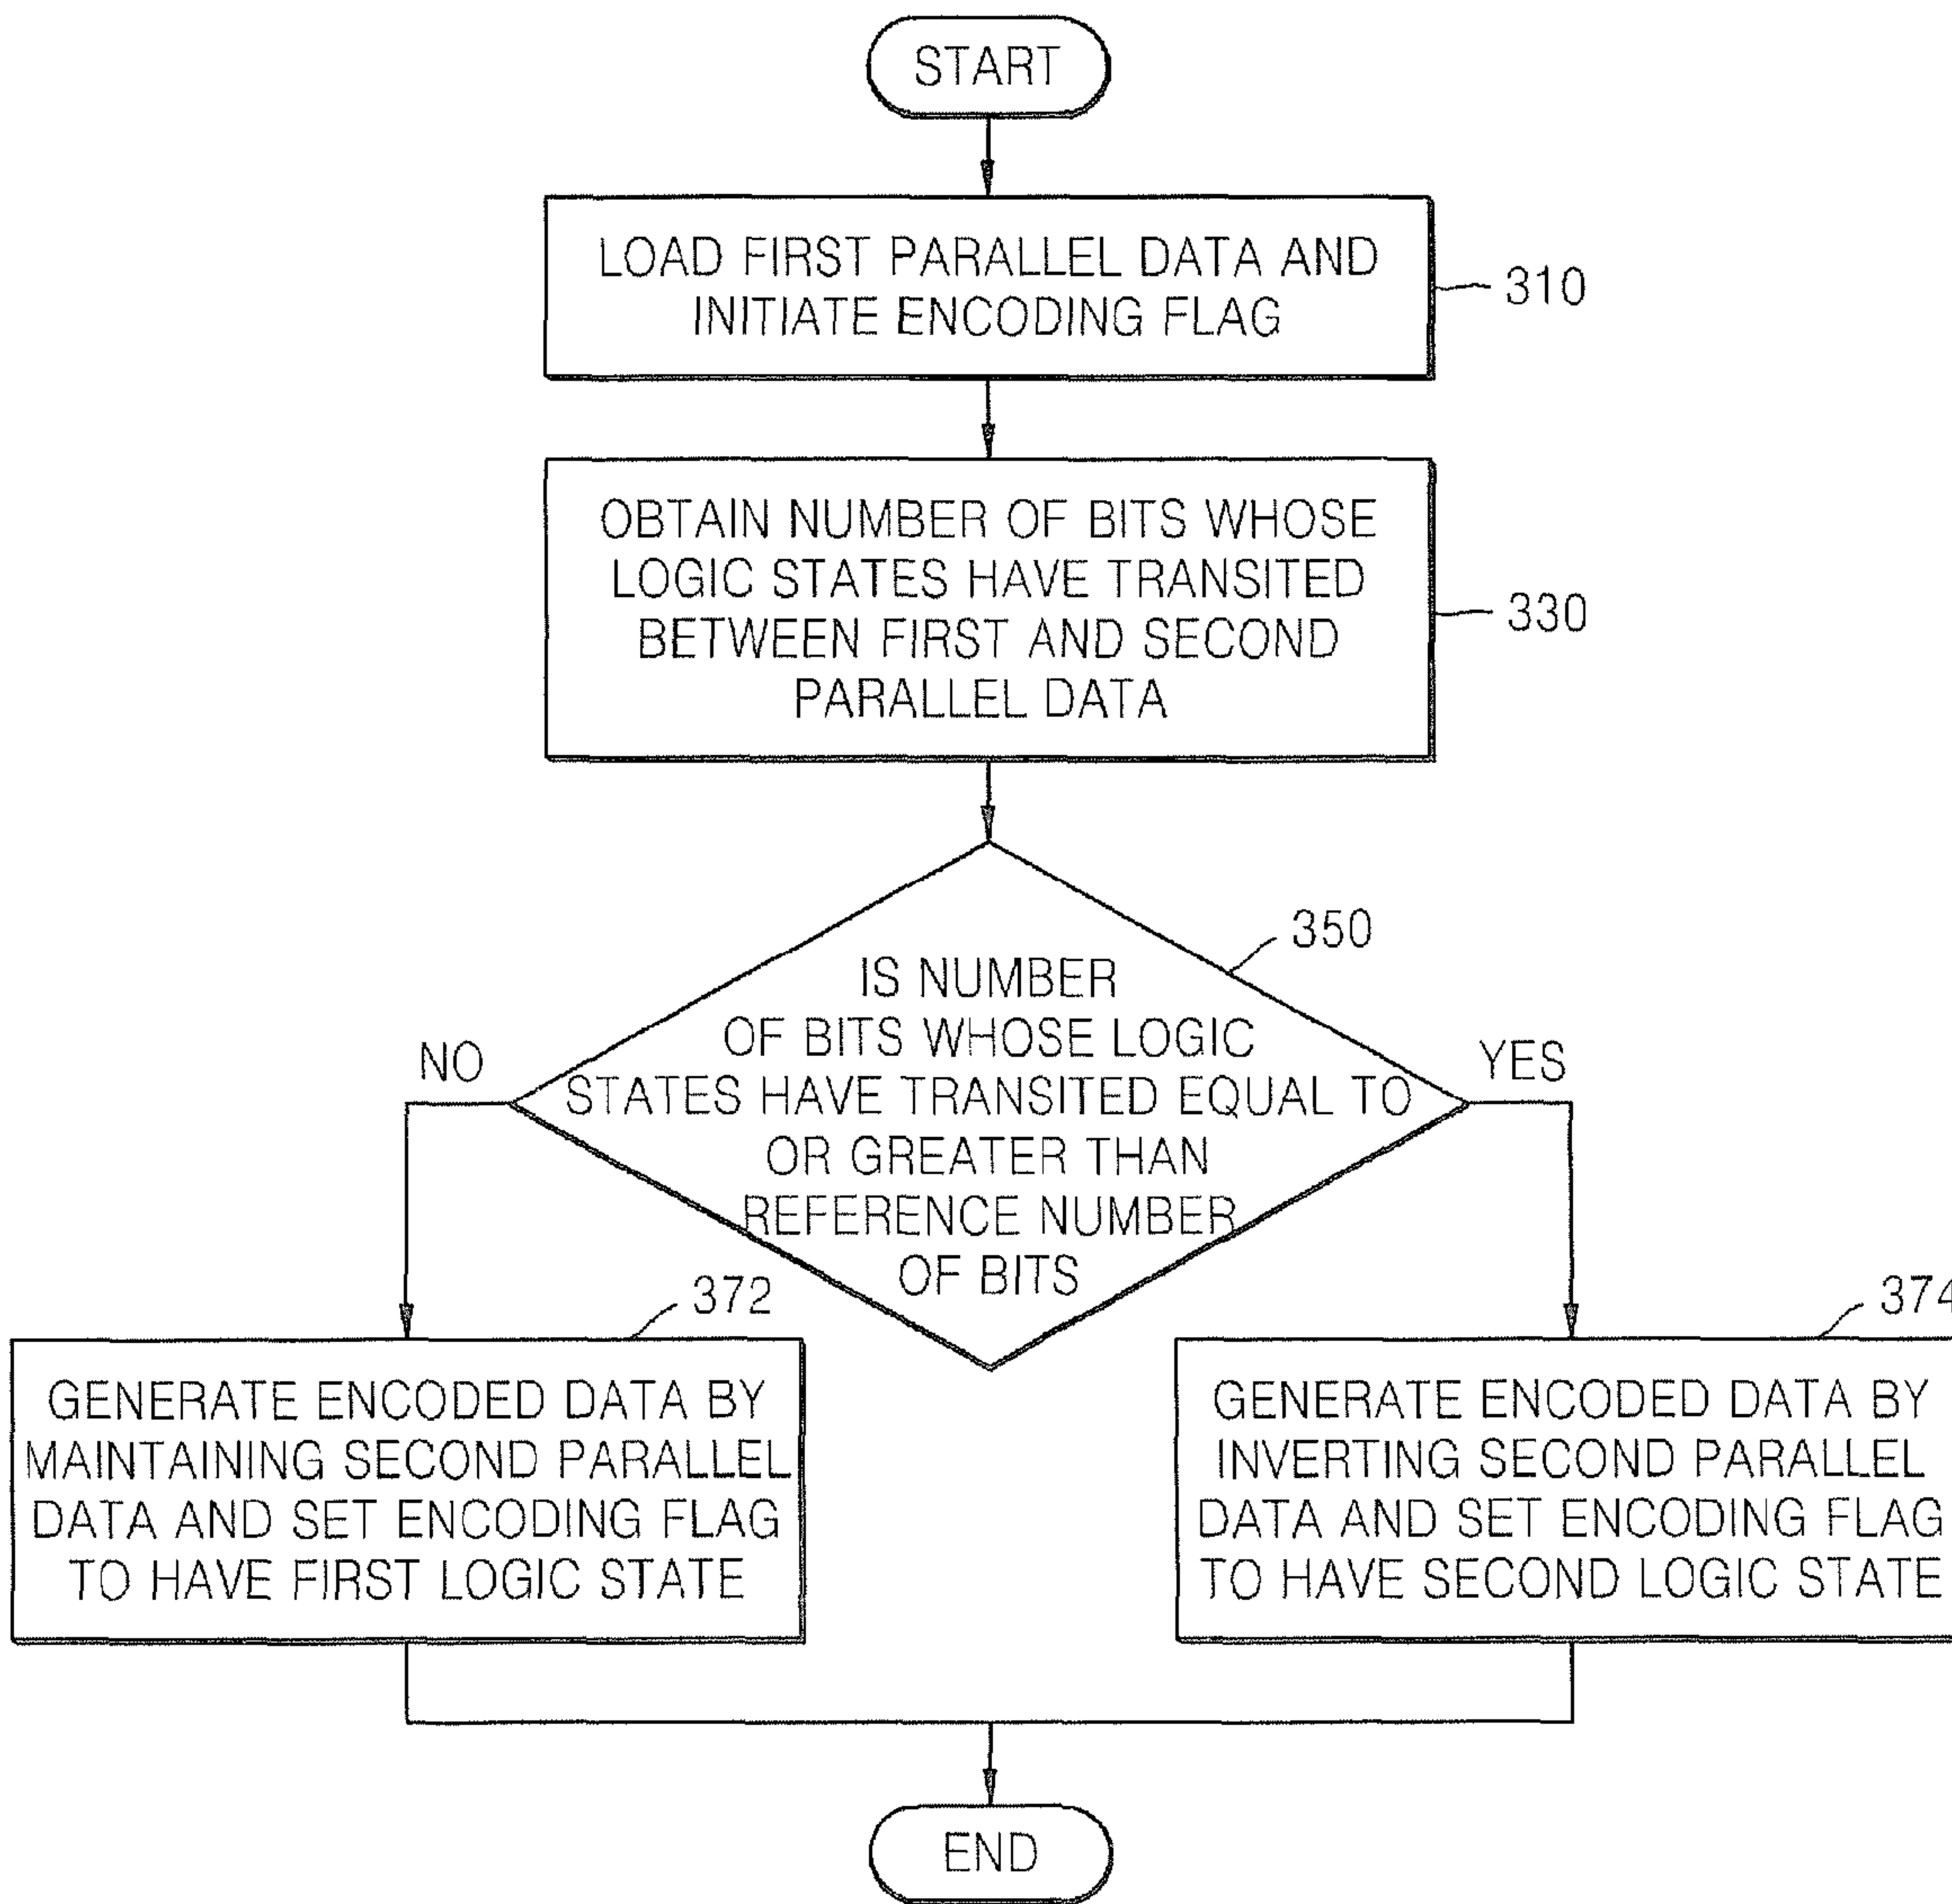 START
LOAD FIRST PARALLEL DATA AND
INITIATE ENCODING FLAG
310
OBTAIN NUMBER OF BITS WHOSE
LOGIC STATES HAVE TRANSITED
BETWEEN FIRST AND SECOND
PARALLEL DATA
330
350
IS NUMBER
OF BITS WHOSE LOGIC
STATES HAVE TRANSITED EQUAL TO
OR GREATER THAN
REFERENCE NUMBER
OF BITS
NO
YES
372
GENERATE ENCODED DATA BY
MAINTAINING SECOND PARALLEL
DATA AND SET ENCODING FLAG
TO HAVE FIRST LOGIC STATE
374
GENERATE ENCODED DATA BY
INVERTING SECOND PARALLEL
DATA AND SET ENCODING FLAG
TO HAVE SECOND LOGIC STATE
END